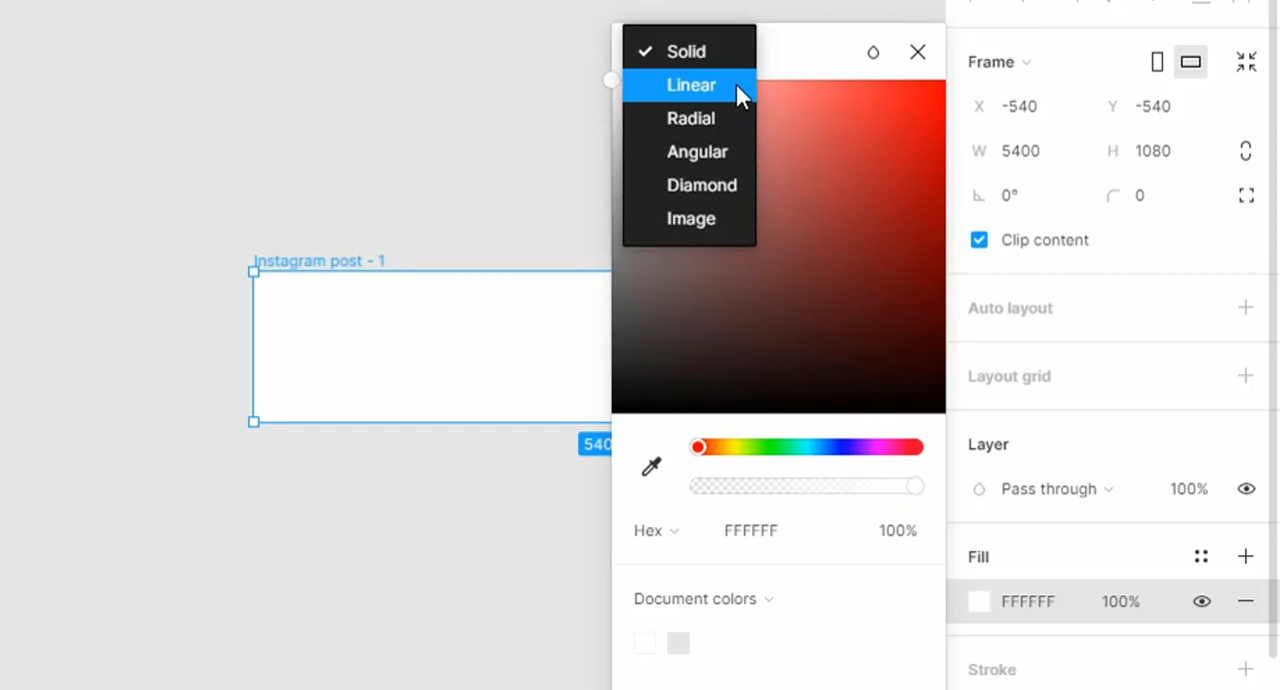 Solid
Linear
Radial
Angular
Diamond
Image
Instagram post - 1
540
Hex FFFFFF 100%
Document colors
Frame
X -540 Y -540
W 5400 H 1080
0° 0
Clip content
Auto layout
Layout grid
Layer
Pass through 100%
Fill
FFFFFF 100%
Stroke